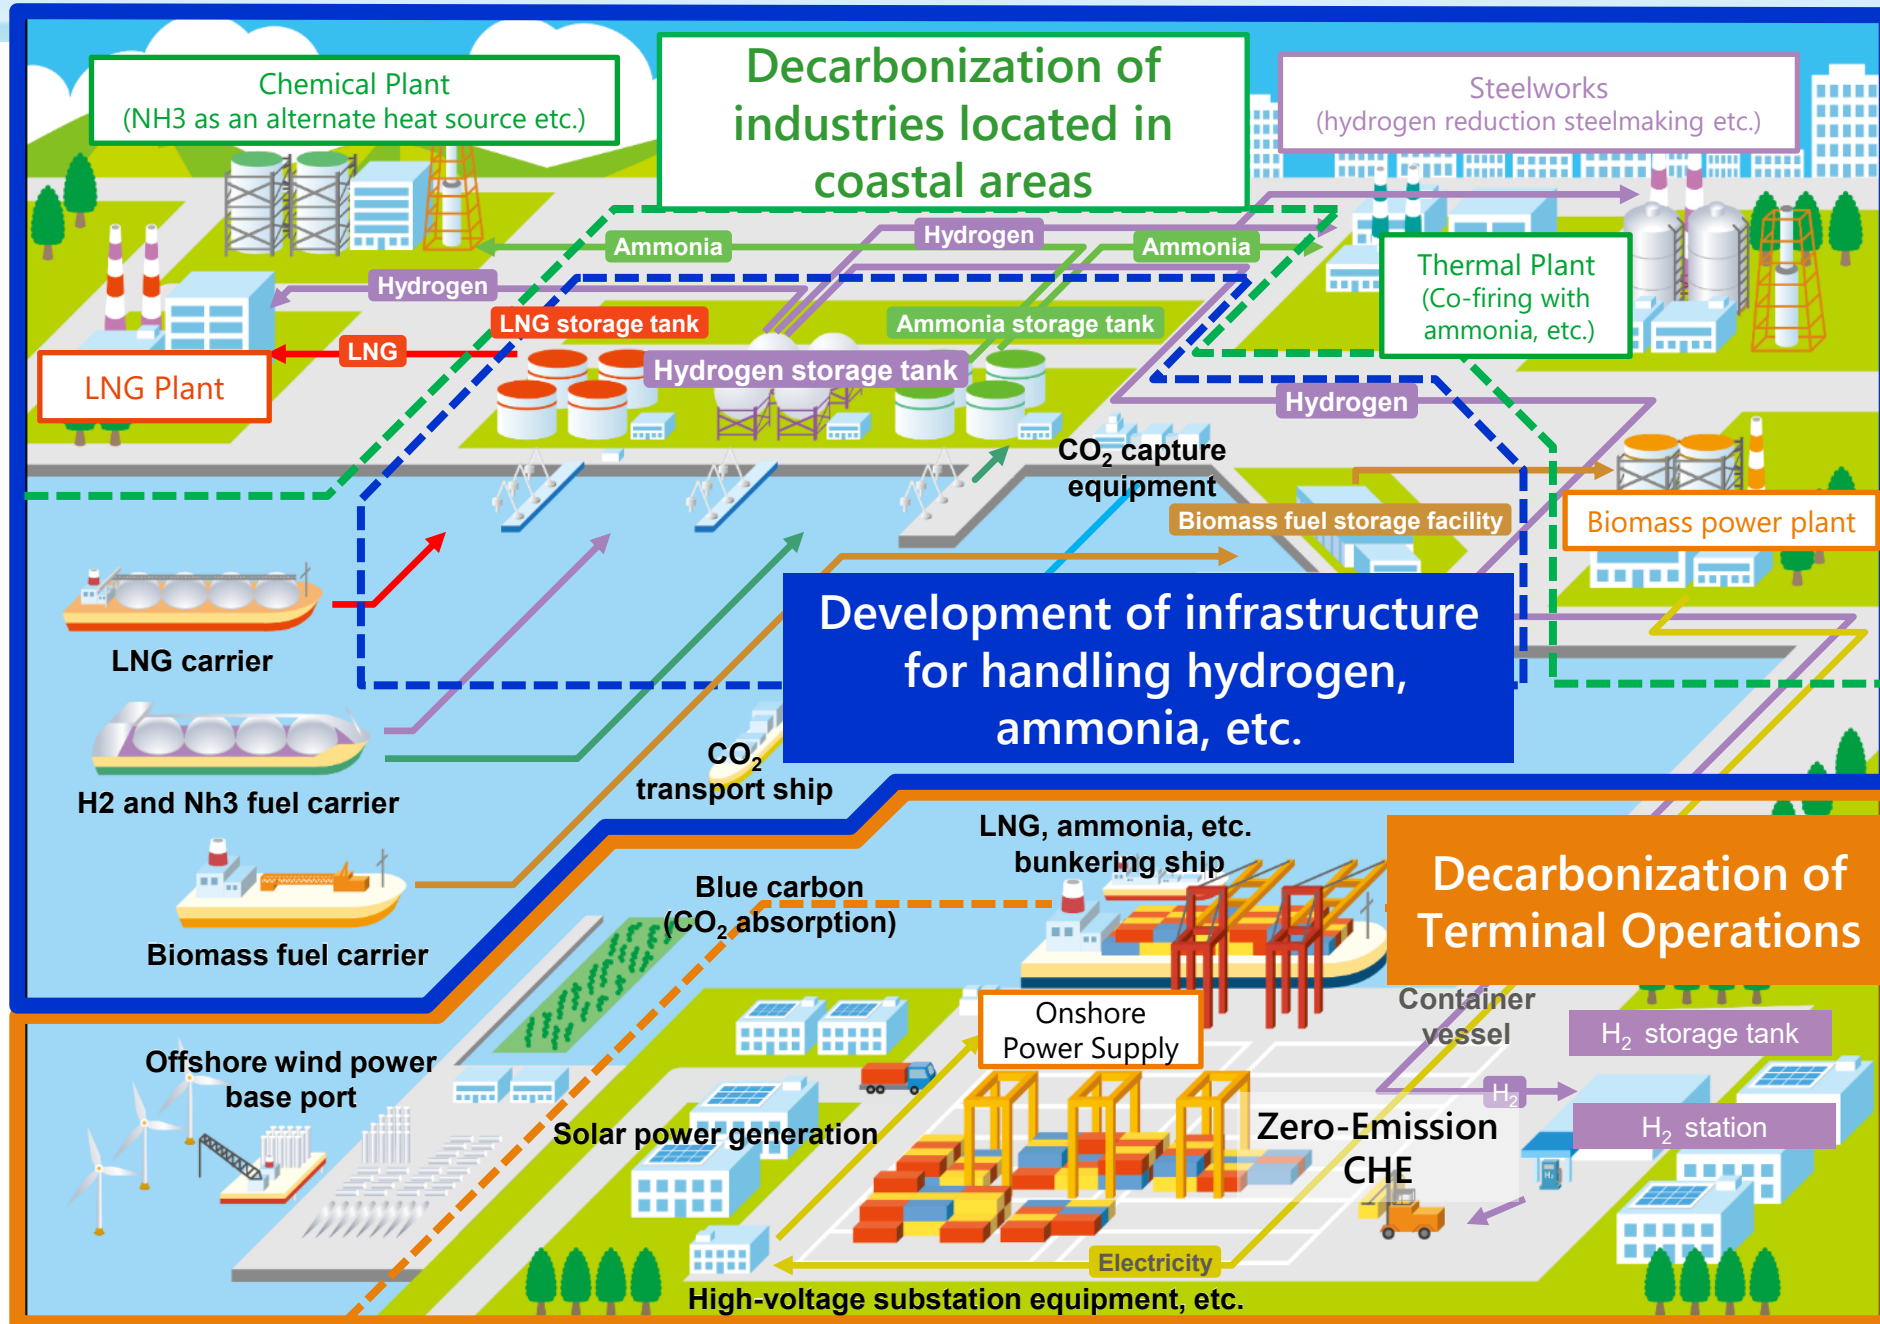 Decarbonization of
industries located in
coastal areas
Chemical Plant
(NH3 as an alternate heat source etc.)
Steelworks
(hydrogen reduction steelmaking etc.)
Ammonia
Hydrogen
Ammonia
Thermal Plant
(Co-firing with
ammonia, etc.)
Hydrogen
LNG storage tank
Ammonia storage tank
LNG
Hydrogen storage tank
LNG Plant
Hydrogen
CO₂ capture
equipment
Biomass fuel storage facility
Biomass power plant
Development of infrastructure
for handling hydrogen,
ammonia, etc.
LNG carrier
H2 and Nh3 fuel carrier
CO₂
transport ship
LNG, ammonia, etc.
bunkering ship
Decarbonization of
Terminal Operations
Blue carbon
(CO₂ absorption)
Biomass fuel carrier
Container
vessel
Onshore
Power Supply
H₂ storage tank
Offshore wind power
base port
H₂
Solar power generation
Zero-Emission
CHE
H₂ station
H₂
Electricity
High-voltage substation equipment, etc.